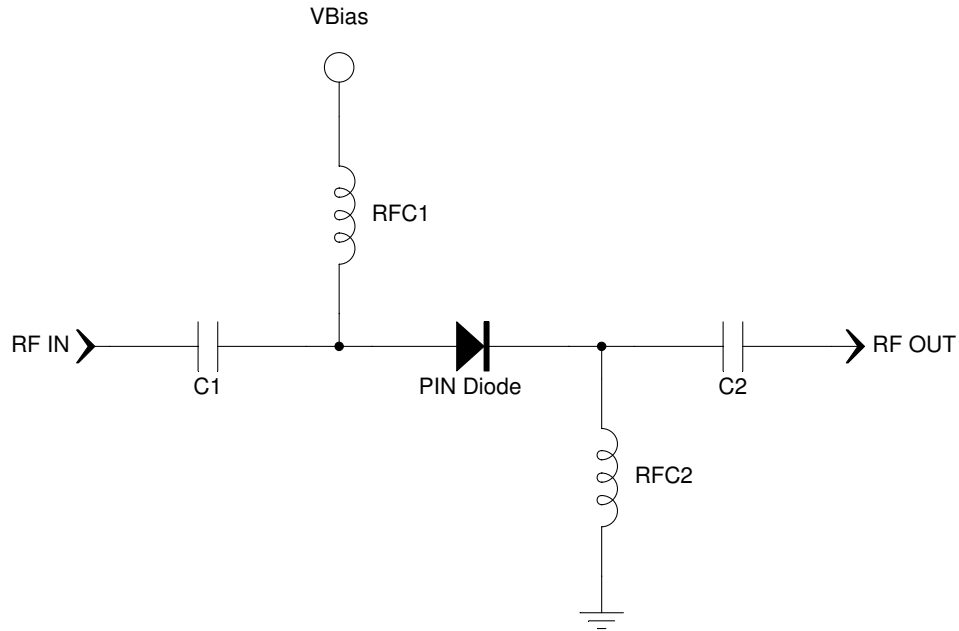 VBias
RFC1
RF IN
C1
PIN Diode
C2
RF OUT
RFC2